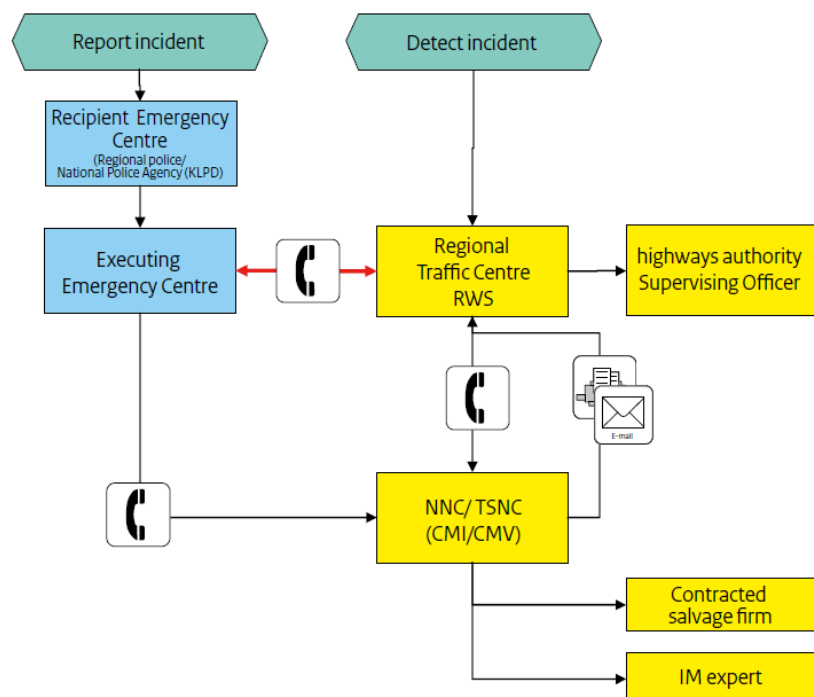 Report incident
Detect incident
Recipient Emergency
Centre
(Regional police/
National Police Agency (KLPD)
Executing
Emergency Centre
Regional
Traffic Centre
RWS
highways authority
Supervising Officer
E-mail
NNC/ TSNC
(CMI/CMV)
Contracted
salvage firm
IM expert